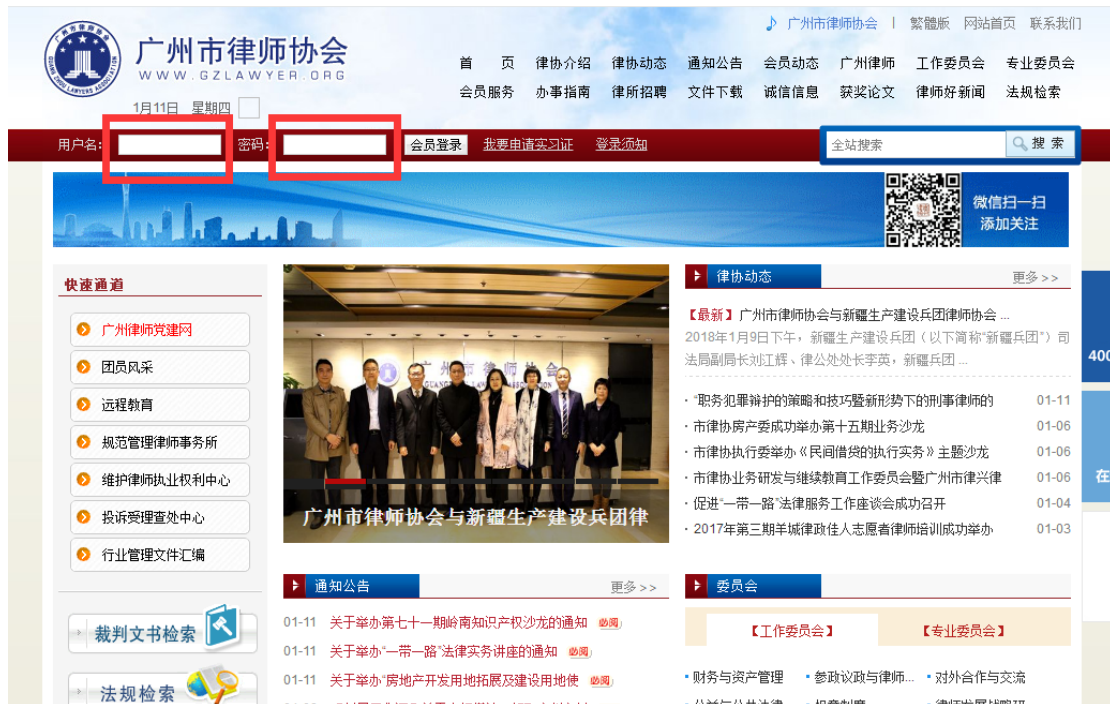 广州市律师协会
WWW.GZLAWYER.ORG
1月11日 星期四
广州市律师协会 | 繁體版 网站首页 联系我们
首 页 律协介绍 律协动态 通知公告 会员动态 广州律师 工作委员会 专业委员会
会员服务 办事指南 律所招聘 文件下载 诚信信息 获奖论文 律师好新闻 法规检索
用户名: 密码: 会员登录 我要申请实习证 登录须知 全站搜索 搜 索
微信扫一扫
添加关注
快速通道
广州律师党建网
团员风采
远程教育
规范管理律师事务所
维护律师执业权利中心
投诉受理查处中心
行业管理文件汇编
裁判文书检索
法规检索
广州市律师协会
广州市律师协会与新疆生产建设兵团律
律协动态 更多>>
【最新】广州市律师协会与新疆生产建设兵团律师协会 ...
2018年1月9日下午，新疆生产建设兵团（以下简称“新疆兵团”）司
法局副局长刘江辉、律公处处长李英，新疆兵团 ...
· “职务犯罪辩护的策略和技巧暨新形势下的刑事律师的 01-11
· 市律协房产委成功举办第十五期业务沙龙 01-06
· 市律协执行委举办《民间借贷的执行实务》主题沙龙 01-06
· 市律协业务研发与继续教育工作委员会暨广州市律兴律 01-06
· 促进“一带一路”法律服务工作座谈会成功召开 01-04
· 2017年第三期羊城律政佳人志愿者律师培训成功举办 01-03
400
在
通知公告 更多>>
01-11 关于举办第七十一期岭南知识产权沙龙的通知 必阅
01-11 关于举办“一带一路”法律实务讲座的通知 必阅
01-11 关于举办“房地产开发用地拓展及建设用地使 必阅
委员会
【工作委员会】 【专业委员会】
财务与资产管理 参政议政与律师... 对外合作与交流